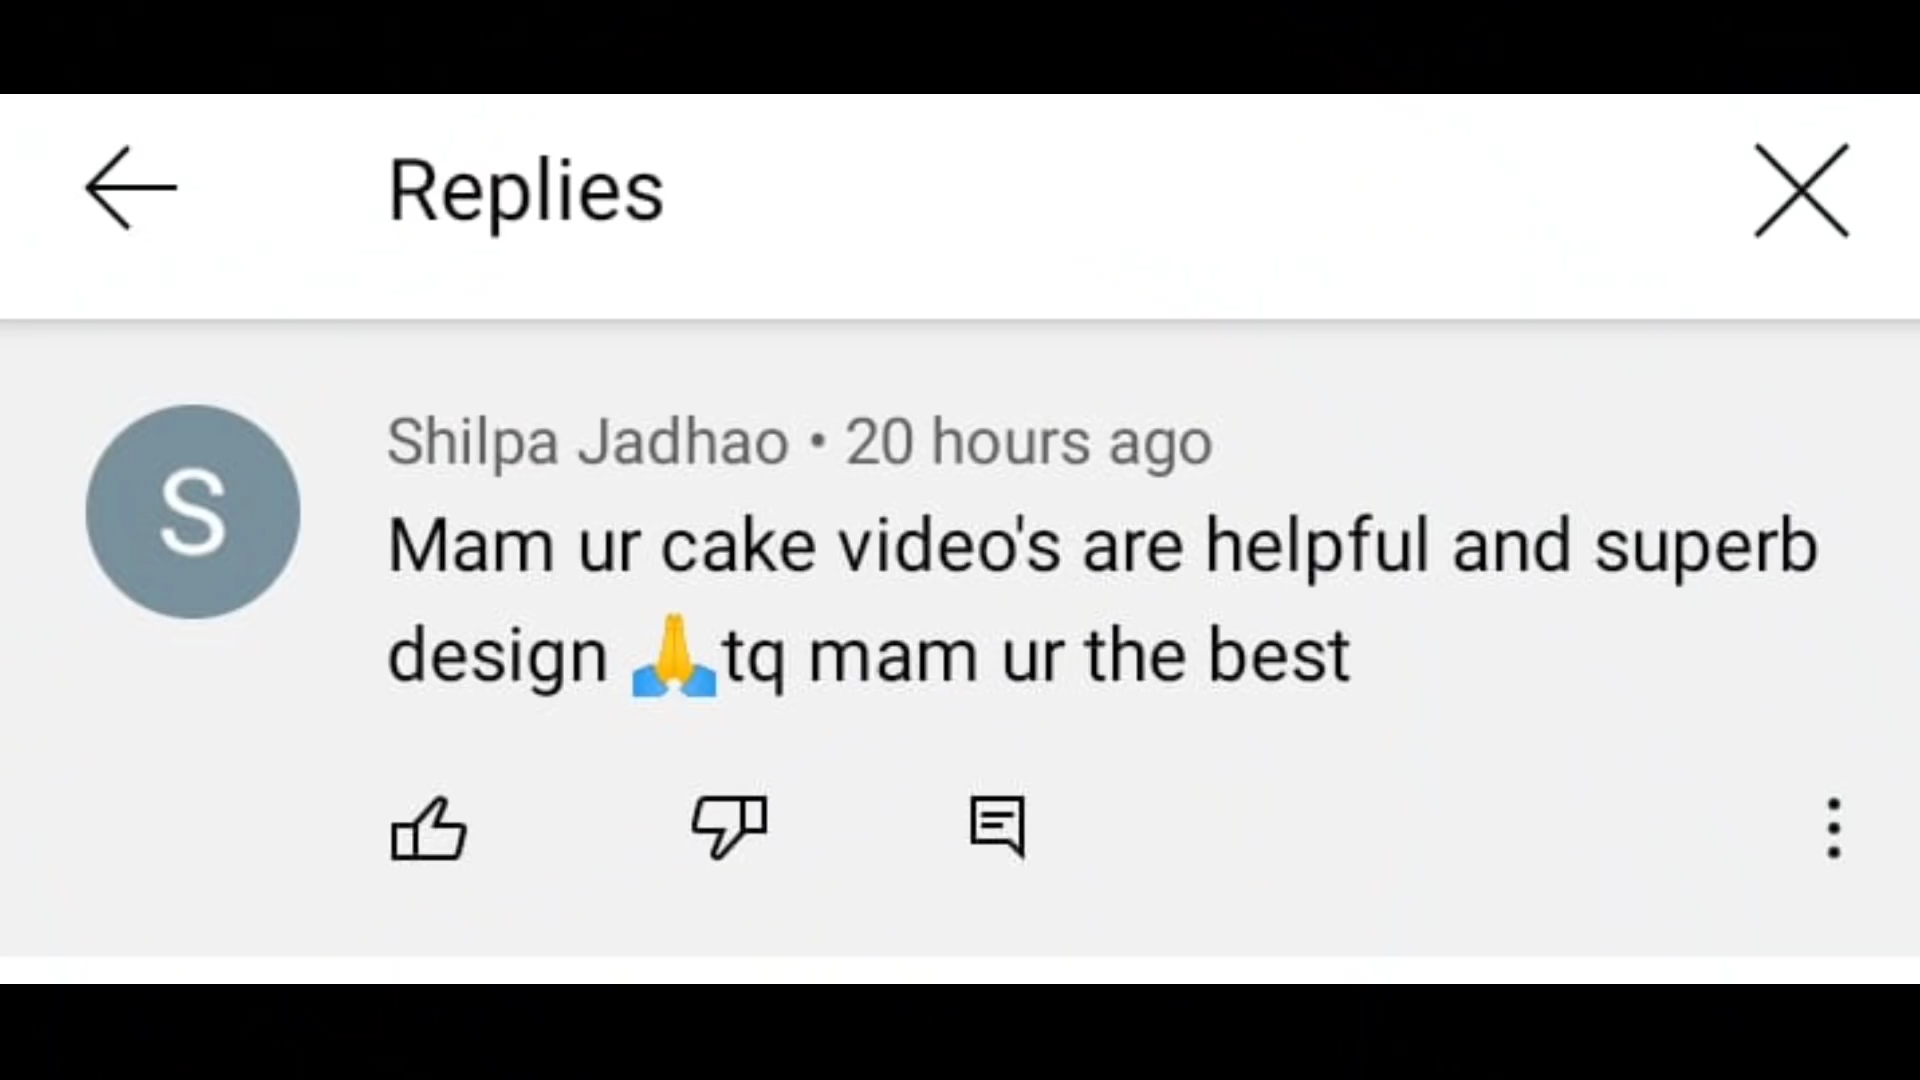 Replies
S
Shilpa Jadhao • 20 hours ago
Mam ur cake video's are helpful and superb
design 🙏tq mam ur the best